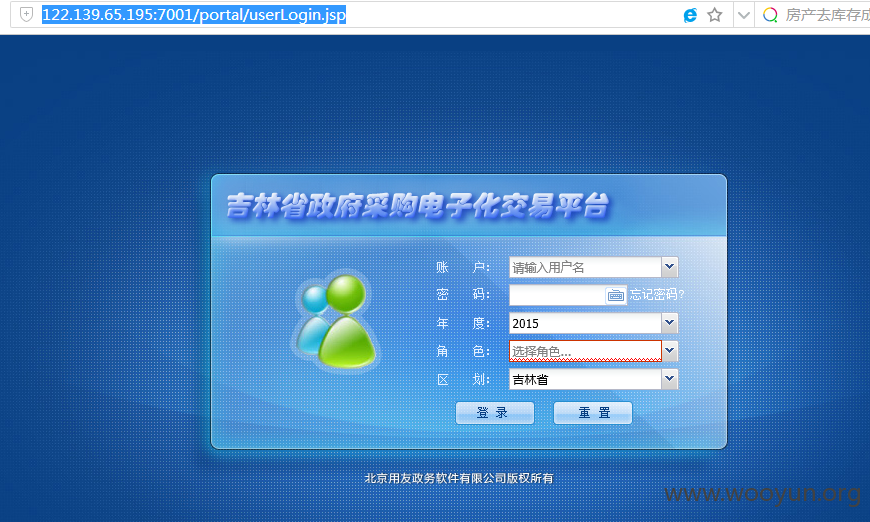 122.139.65.195:7001/portal/userLogin.jsp
房产去库存成
吉林省政府采购电子化交易平台
账 户： 请输入用户名
密 码： 忘记密码?
年 度： 2015
角 色： 选择角色...
区 划： 吉林省
登 录 重 置
北京用友政务软件有限公司版权所有
www.wooyun.org